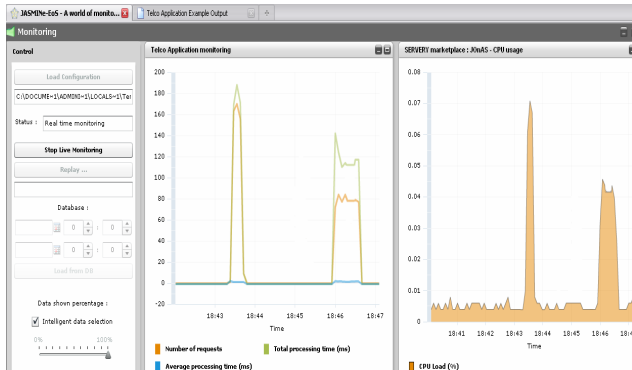 JASMINe-EoS - A world of monito...
Telco Application Example Output
Monitoring
Control
Load Configuration
C:\DOCUME~1\ADMINI~1\LOCALS~1\Te
Status : Real time monitoring
Stop Live Monitoring
Replay ...
Database :
0 : 0
0 : 0
Load From DB
Data shown percentage :
Intelligent data selection
0% 100%
Telco Application monitoring
200
180
160
140
120
100
80
60
40
20
0
-20
18:43 18:44 18:45 18:46 18:47
Time
Number of requests
Total processing time (ms)
Average processing time (ms)
SERVERY marketplace : JOnAS - CPU usage
0.08
0.07
0.06
0.05
0.04
0.03
0.02
0.01
0
18:41 18:42 18:43 18:44 18:45 18:46
Time
CPU Load (%)